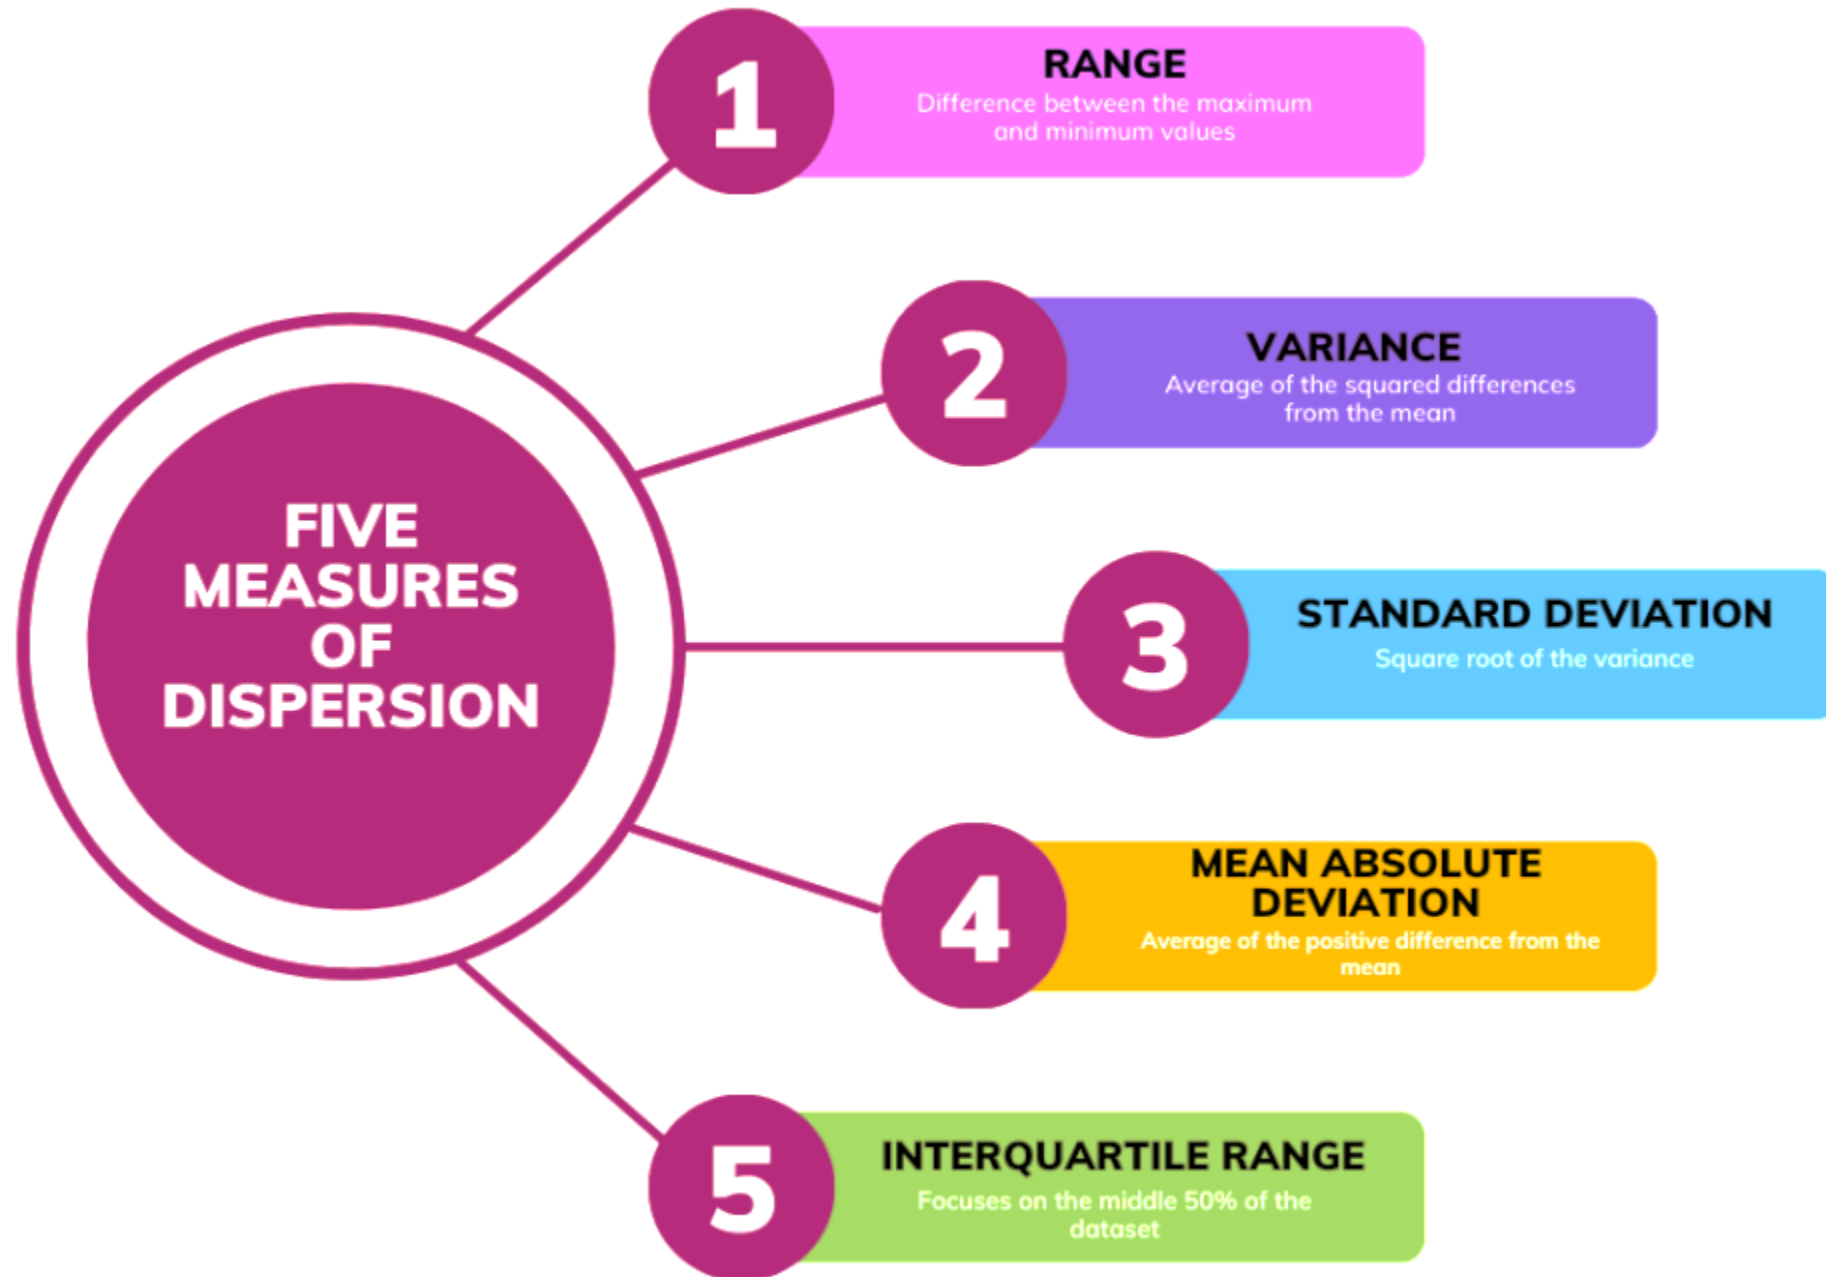 FIVE
MEASURES
OF
DISPERSION
1
RANGE
Difference between the maximum
and minimum values
2
VARIANCE
Average of the squared differences
from the mean
3
STANDARD DEVIATION
Square root of the variance
4
MEAN ABSOLUTE
DEVIATION
Average of the positive difference from the
mean
5
INTERQUARTILE RANGE
Focuses on the middle 50% of the
dataset